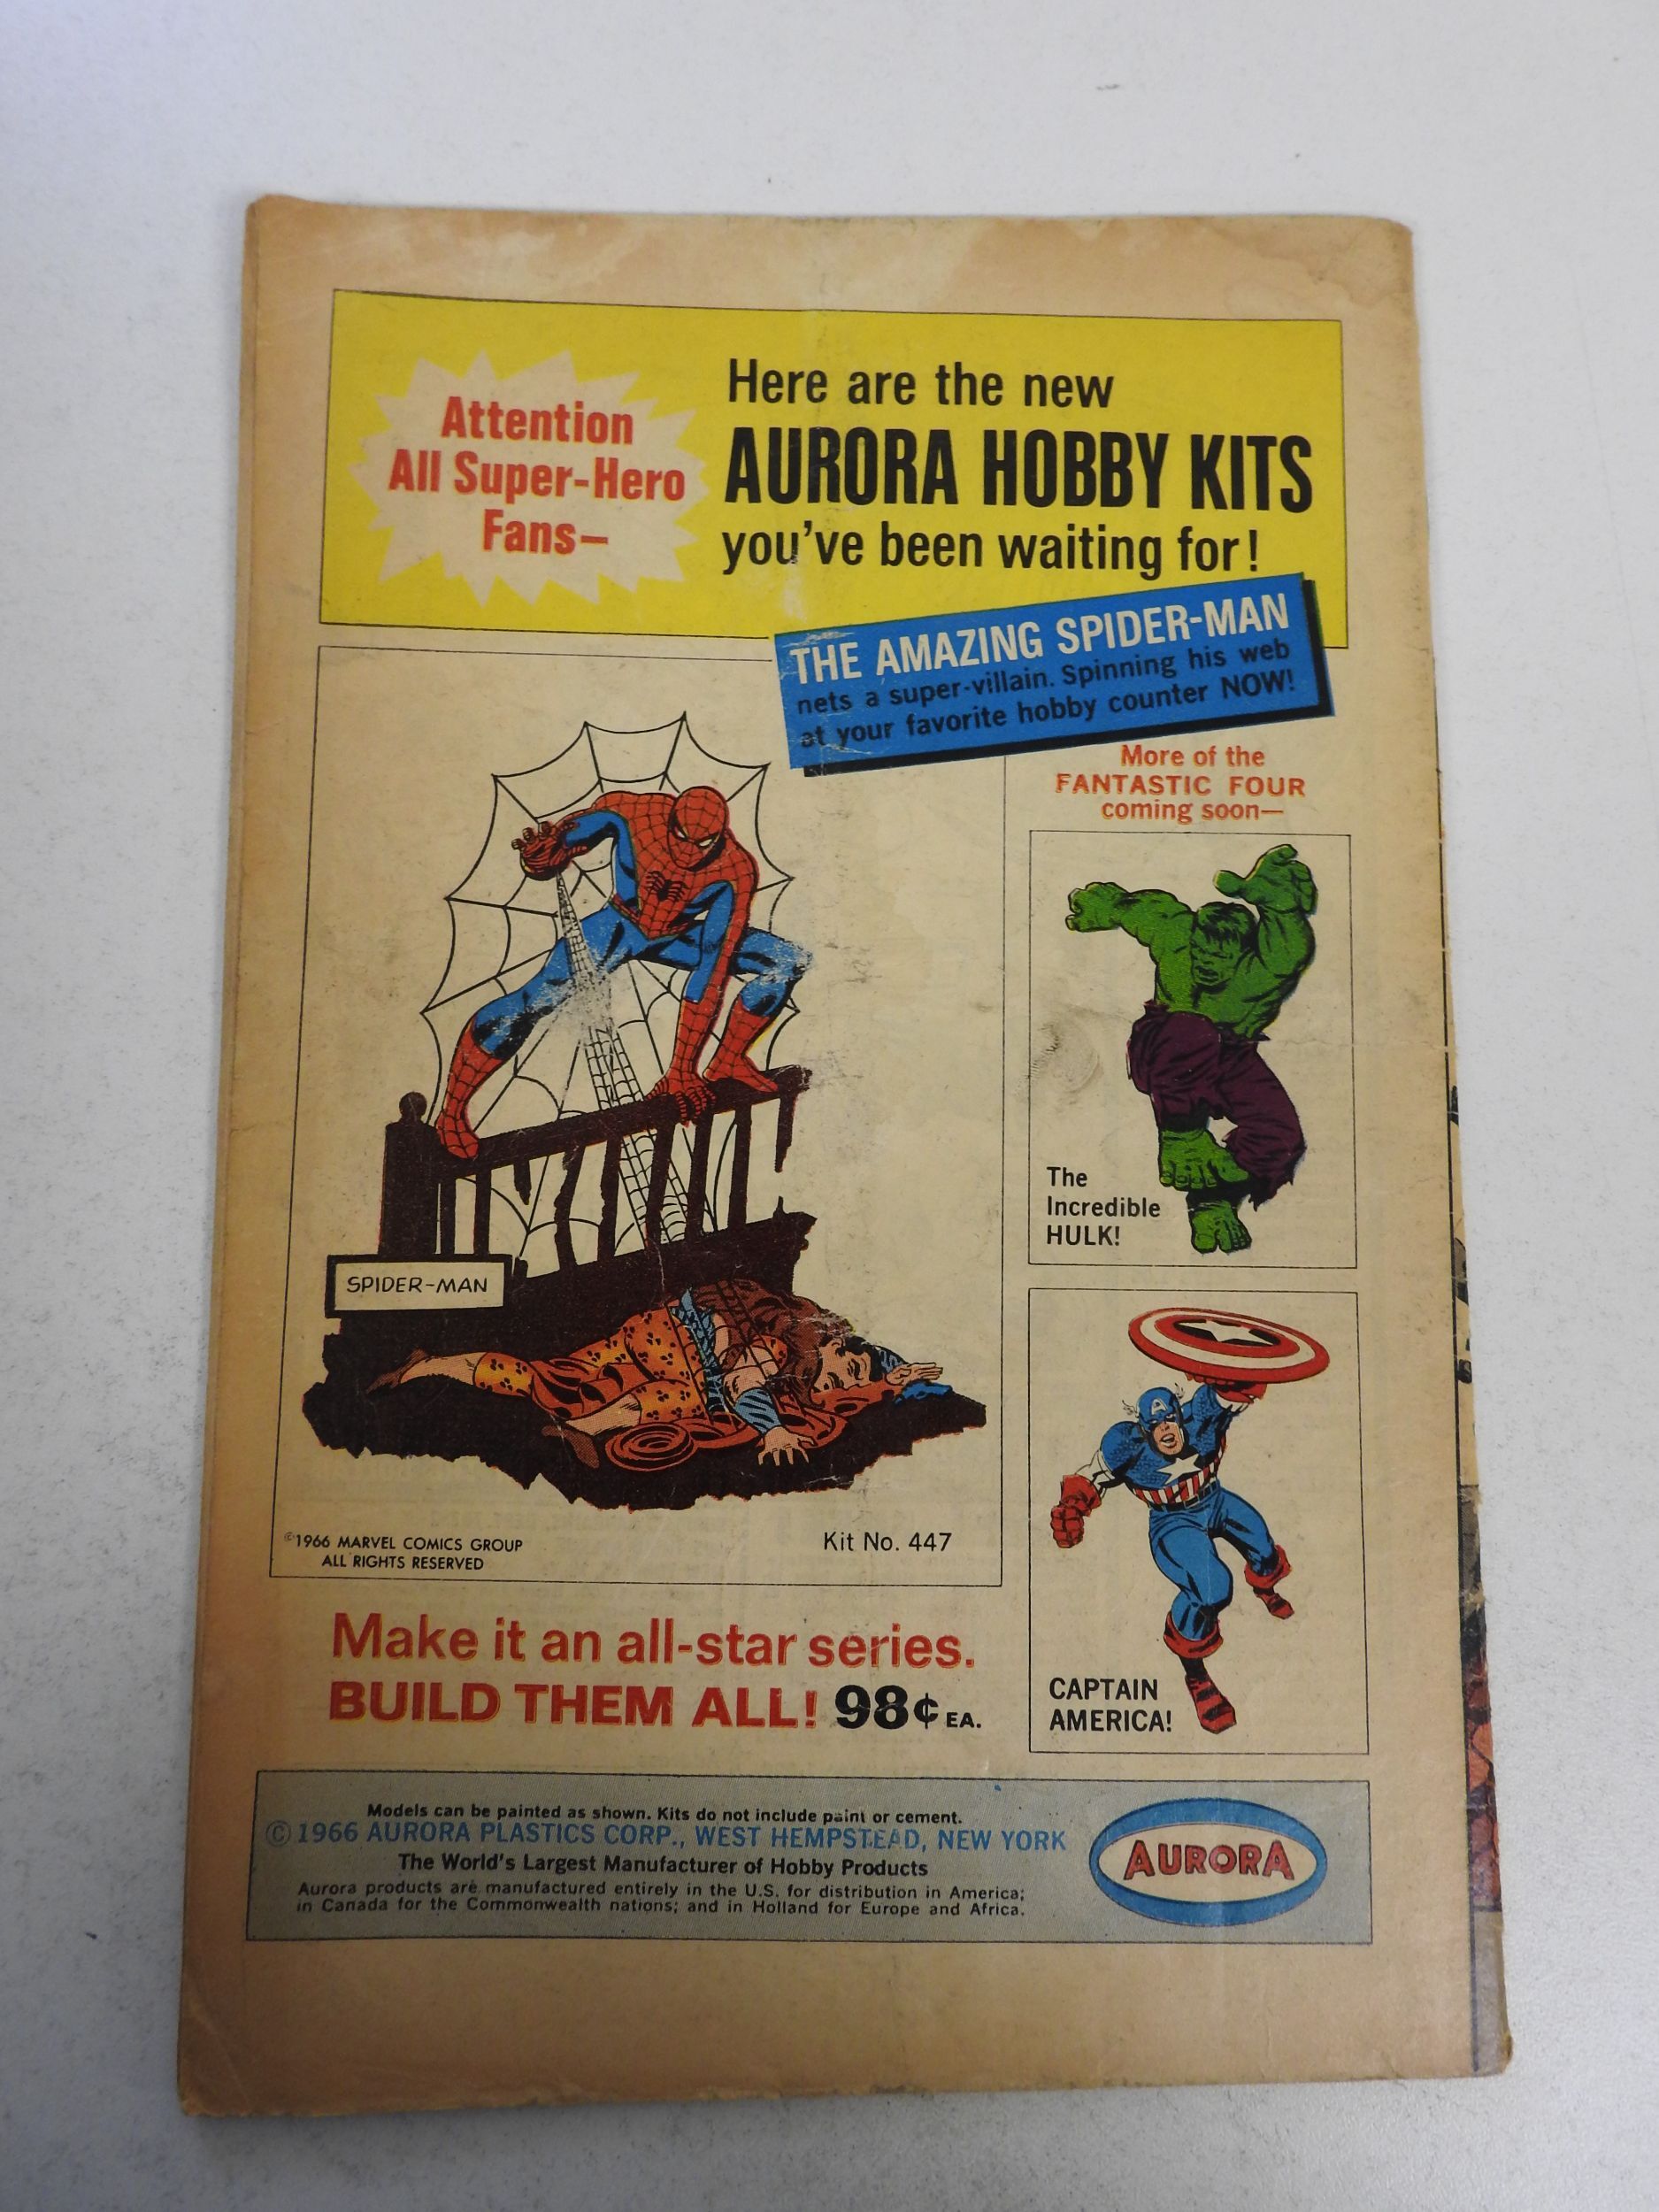 Attention
All Super-Hero
Fans—
Here are the new
AURORA HOBBY KITS
you've been waiting for!
THE AMAZING SPIDER-MAN
nets a super-villain. Spinning his web
at your favorite hobby counter NOW!
More of the
FANTASTIC FOUR
coming soon—
The
Incredible
HULK!
SPIDER-MAN
©1966 MARVEL COMICS GROUP
ALL RIGHTS RESERVED
Kit No. 447
A
CAPTAIN
AMERICA!
Make it an all-star series.
BUILD THEM ALL! 98¢ EA.
Models can be painted as shown. Kits do not include paint or cement.
©1966 AURORA PLASTICS CORP., WEST HEMPSTEAD, NEW YORK
The World's Largest Manufacturer of Hobby Products
Aurora products are manufactured entirely in the U.S. for distribution in America;
in Canada for the Commonwealth nations; and in Holland for Europe and Africa.
AURORA